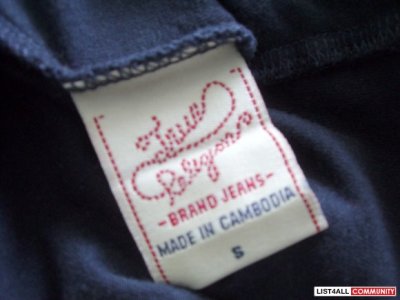 True
Religion
-BRAND JEANS-
MADE IN CAMBODIA
S
LIST4ALL COMMUNITY